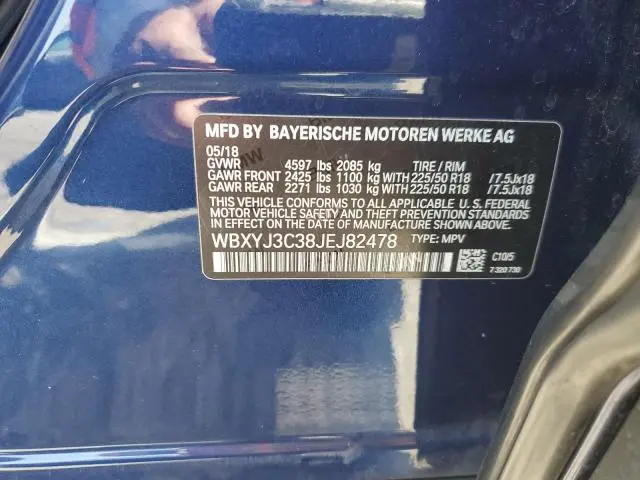 MFD BY BAYERISCHE MOTOREN WERKE AG
05/18
GVWR 4597 lbs 2085 kg TIRE / RIM
GAWR FRONT 2425 lbs 1100 kg WITH 225/50 R18 /7.5Jx18
GAWR REAR 2271 lbs 1030 kg WITH 225/50 R18 /7.5Jx18
THIS VEHICLE CONFORMS TO ALL APPLICABLE U. S. FEDERAL
MOTOR VEHICLE SAFETY AND THEFT PREVENTION STANDARDS
IN EFFECT ON THE DATE OF MANUFACTURE
SHOWN ABOVE.
WBXYJ3C38JEJ82478 TYPE: MPV
C10/5
7 320 730